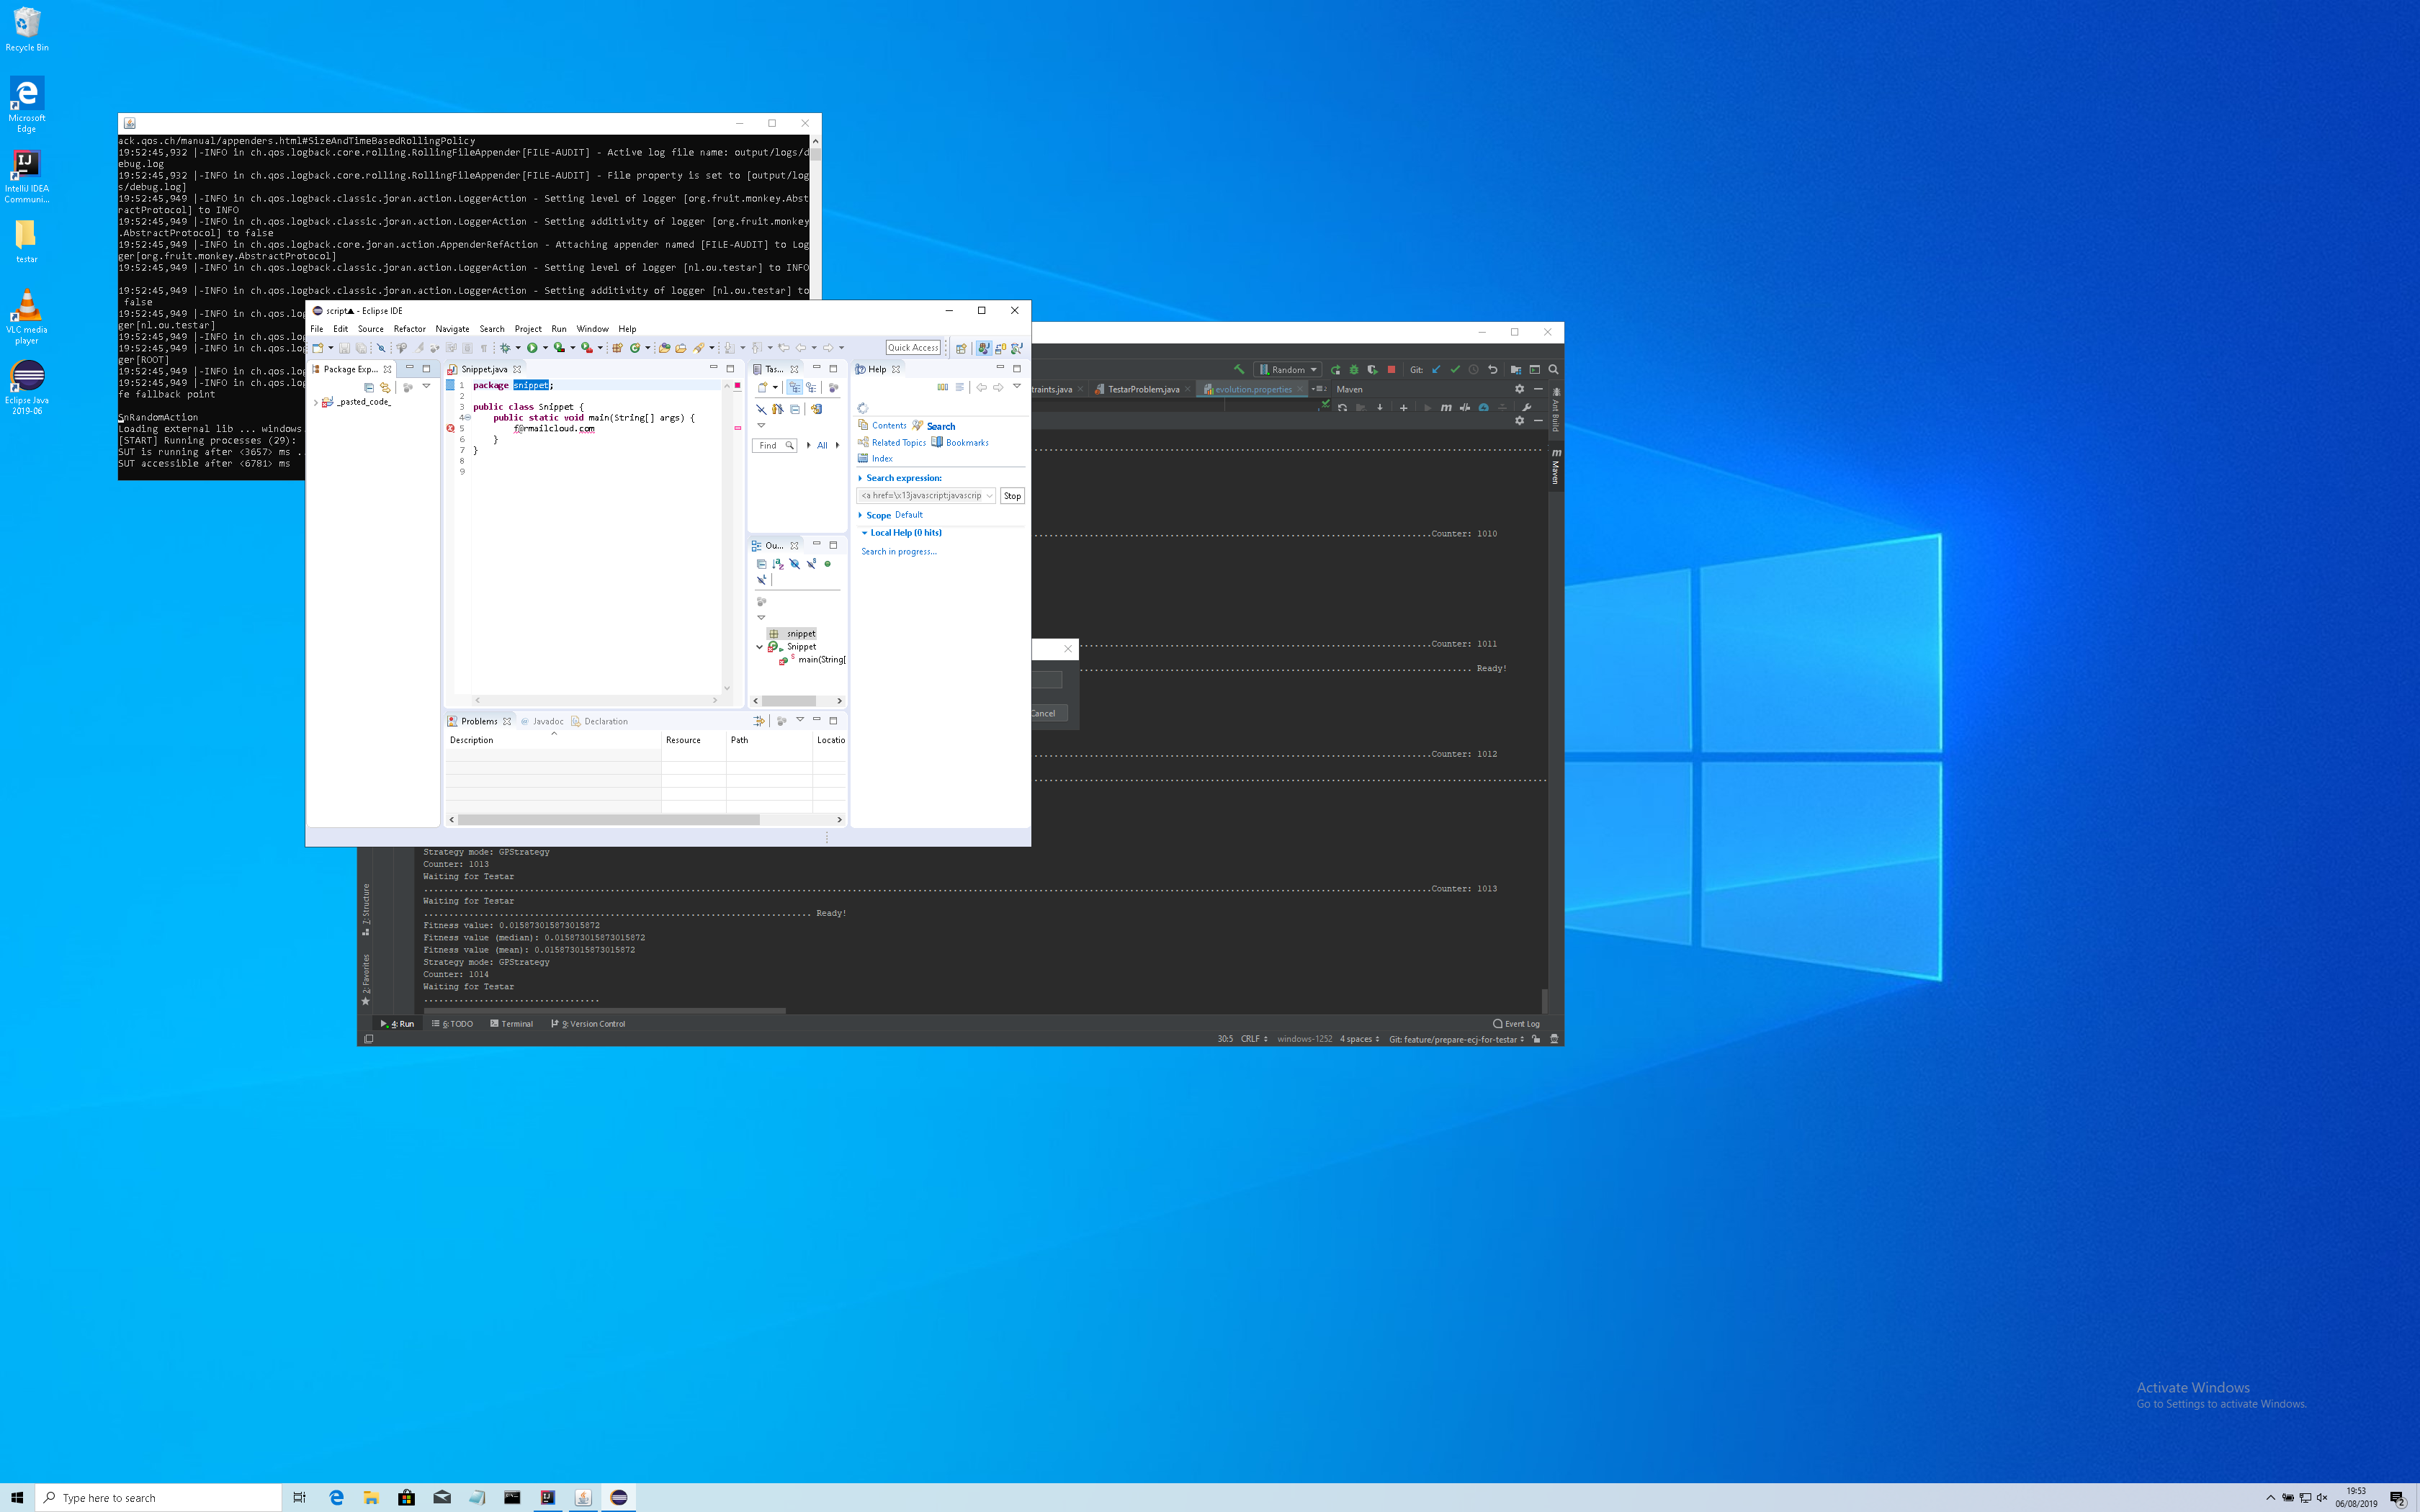 Recycle Bin
Microsoft
Edge
IntelliJ IDEA
Communi...
testar
VLC media
player
Eclipse Java
2019-06
ack.qos.ch/manual/appenders.html#SizeAndTimeBasedRollingPolicy
19:52:45,932 |-INFO in ch.qos.logback.core.rolling.RollingFileAppender[FILE-AUDIT] - Active log file name: output/logs/d
ebug.log
19:52:45,932 |-INFO in ch.qos.logback.core.rolling.RollingFileAppender[FILE-AUDIT] - File property is set to [output/log
s/debug.log]
19:52:45,949 |-INFO in ch.qos.logback.classic.joran.action.LoggerAction - Setting level of logger [org.fruit.monkey.Abst
ractProtocol] to INFO
19:52:45,949 |-INFO in ch.qos.logback.classic.joran.action.LoggerAction - Setting additivity of logger [org.fruit.monkey
.AbstractProtocol] to false
19:52:45,949 |-INFO in ch.qos.logback.core.joran.action.AppenderRefAction - Attaching appender named [FILE-AUDIT] to Log
ger[org.fruit.monkey.AbstractProtocol]
19:52:45,949 |-INFO in ch.qos.logback.classic.joran.action.LoggerAction - Setting level of logger [nl.ou.testar] to INFO
19:52:45,949 |-INFO in ch.qos.logback.classic.joran.action.LoggerAction - Setting additivity of logger [nl.ou.testar] to
false
19:52:45,949 |-INFO in ch.qos.log
ger[nl.ou.testar]
19:52:45,949 |-INFO in ch.qos.log
19:52:45,949 |-INFO in ch.qos.log
ger[ROOT]
19:52:45,949 |-INFO in ch.qos.log
19:52:45,949 |-INFO in ch.qos.log
fe fallback point
SnRandomAction
Loading external lib ... windows.
[START] Running processes (29):
SUT is running after <3657> ms ..
SUT accessible after <6781> ms
script - Eclipse IDE
File Edit Source Refactor Navigate Search Project Run Window Help
Quick Access
Package Exp...
_pasted_code_
Snippet.java
1 package snippet;
2
3 public class Snippet {
4 public static void main(String[] args) {
5 f@rmailcloud.com
6 }
7 }
8
9
Tas...
Find
All
Ou...
snippet
Snippet
main(String[
Help
Contents Search
Related Topics Bookmarks
Index
Search expression:
<a href=\x13javascript:javascrip
Stop
Scope Default
Local Help (0 hits)
Search in progress...
Problems Javadoc Declaration
Description Resource Path Locatio
Random
Git:
traints.java TestarProblem.java evolution.properties
Maven
Ant Build
Maven
Counter: 1010
Counter: 1011
Ready!
Cancel
Counter: 1012
Strategy mode: GPStrategy
Counter: 1013
Waiting for Testar
Counter: 1013
Waiting for Testar
Ready!
Fitness value: 0.015873015873015872
Fitness value (median): 0.015873015873015872
Fitness value (mean): 0.015873015873015872
Strategy mode: GPStrategy
Counter: 1014
Waiting for Testar
7: Structure
2: Favorites
4: Run 6: TODO Terminal 9: Version Control
Event Log
30:5 CRLF windows-1252 4 spaces Git: feature/prepare-ecj-for-testar
Activate Windows
Go to Settings to activate Windows.
Type here to search
19:53
06/08/2019
2